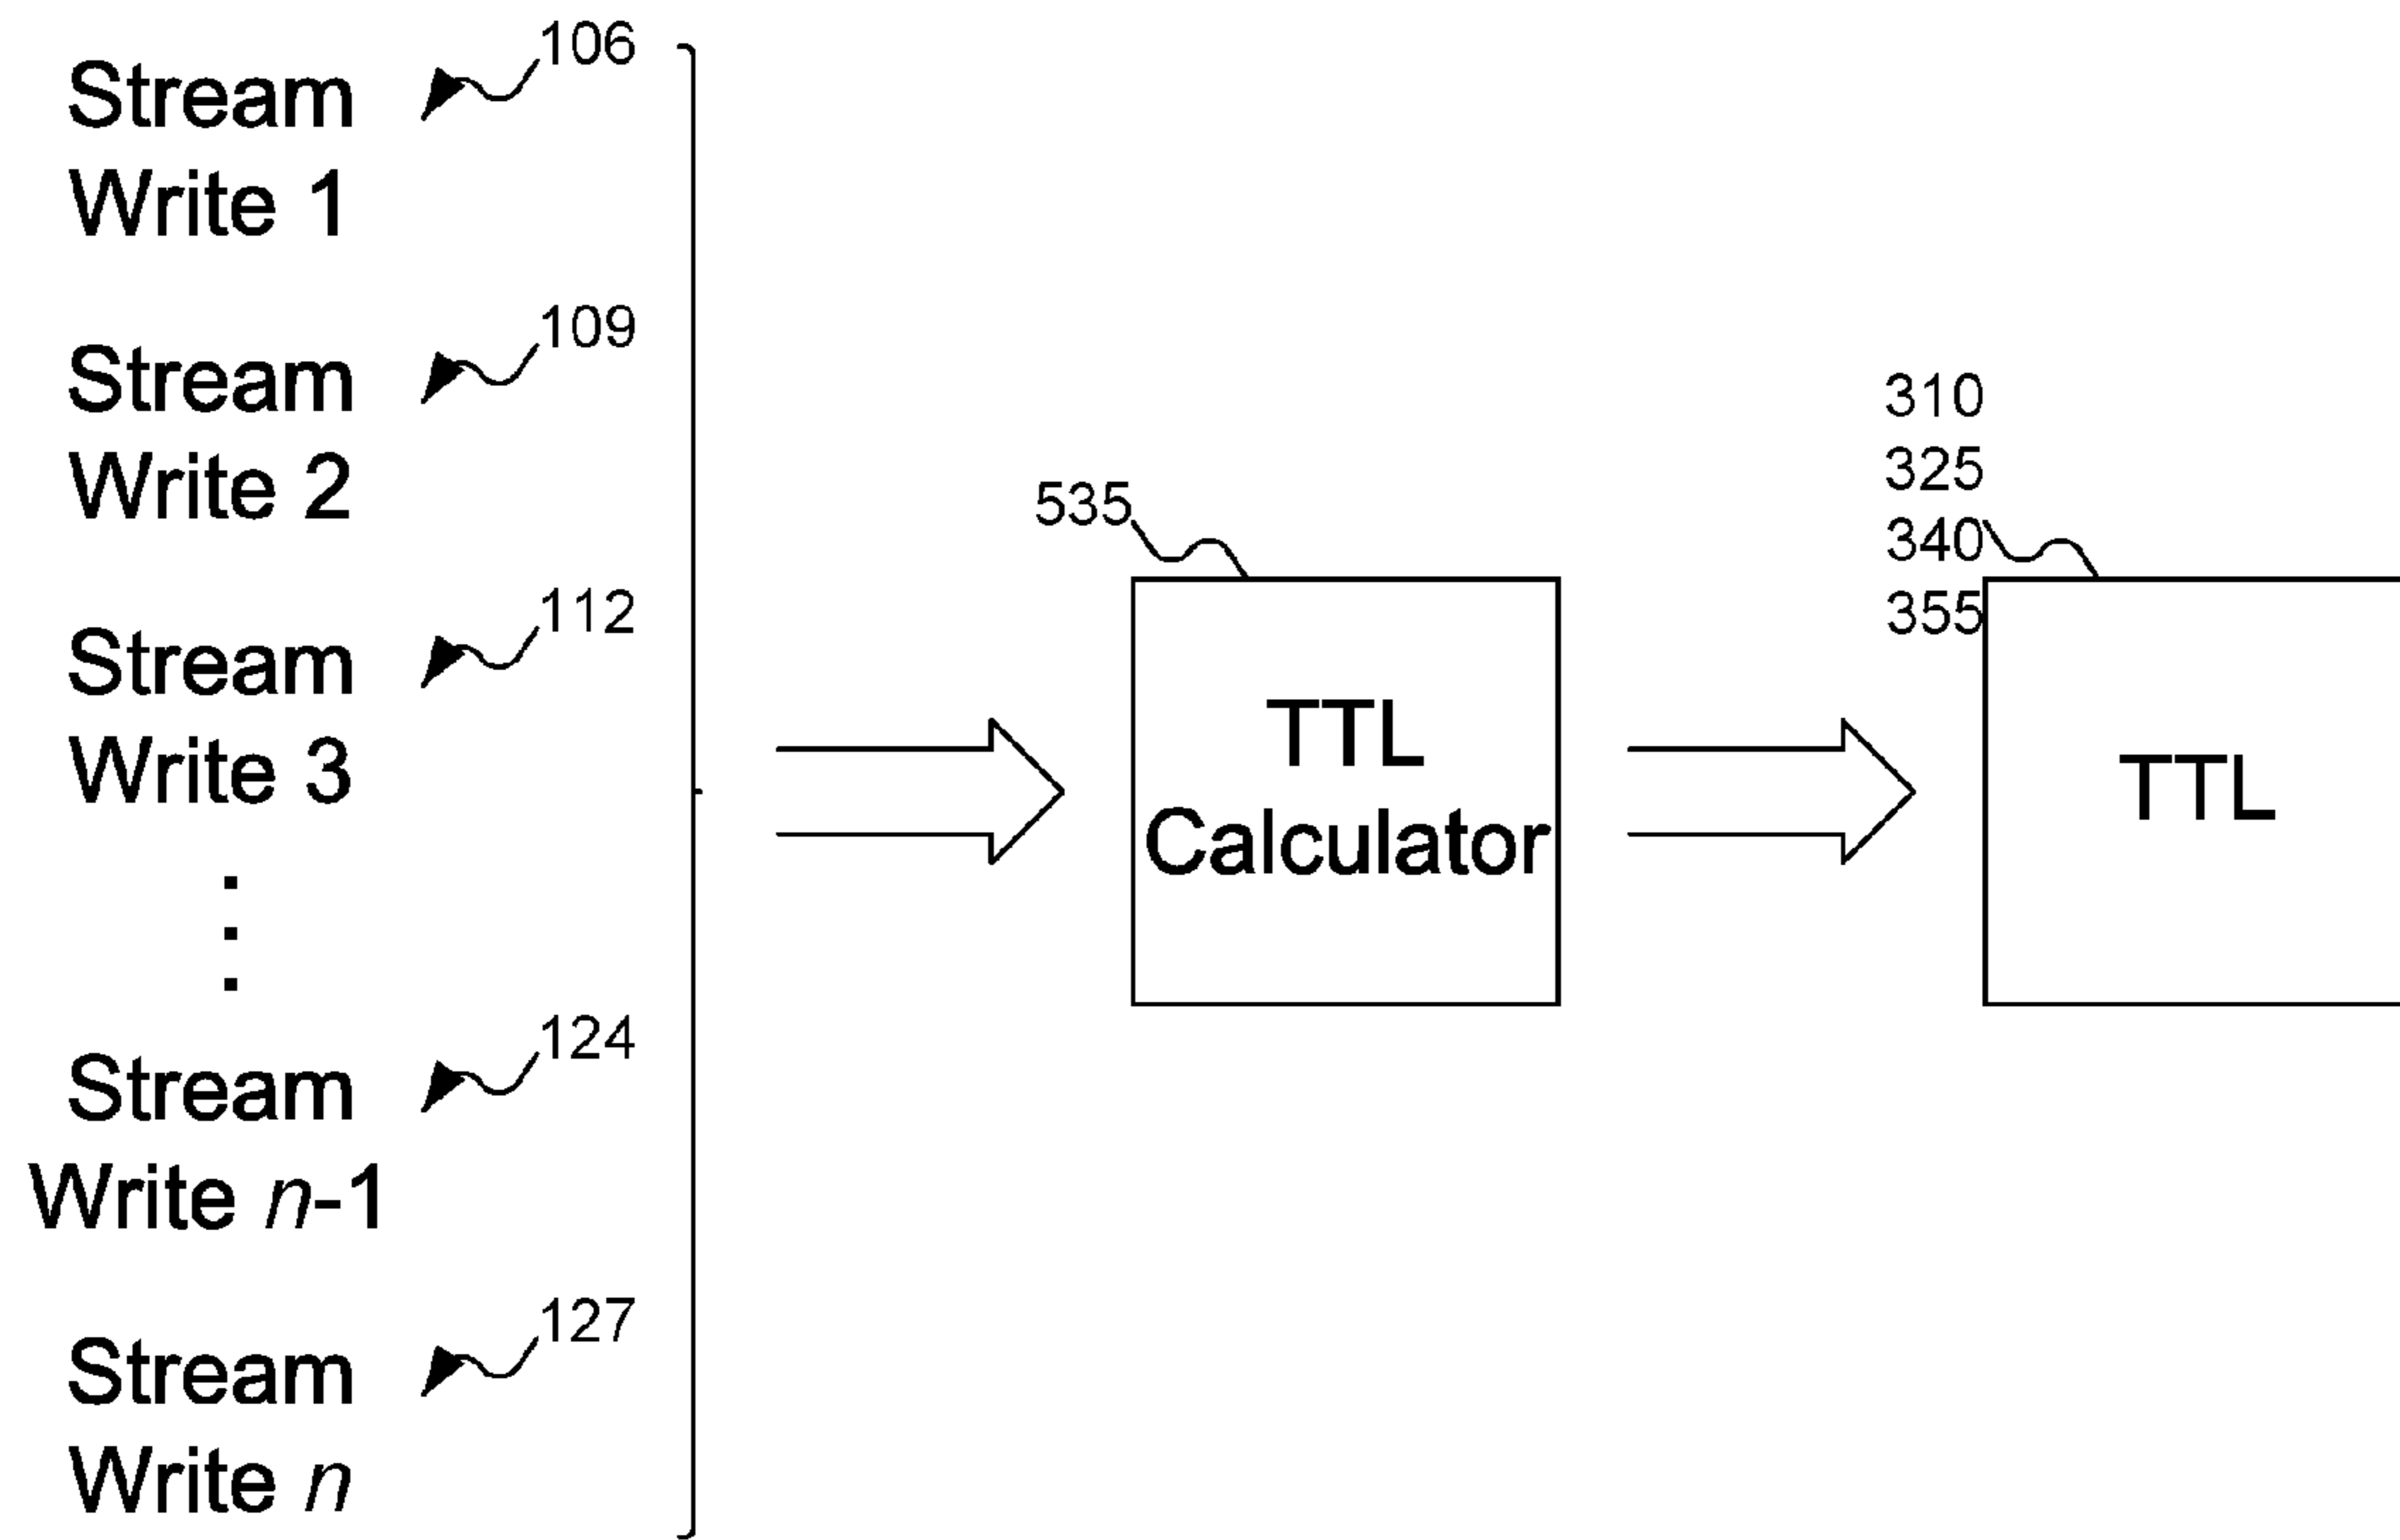 Stream
Write 1
106
Stream
Write 2
109
Stream
Write 3
112
⋮
Stream
Write n-1
124
Stream
Write n
127
535
TTL
Calculator
310
325
340
355
TTL